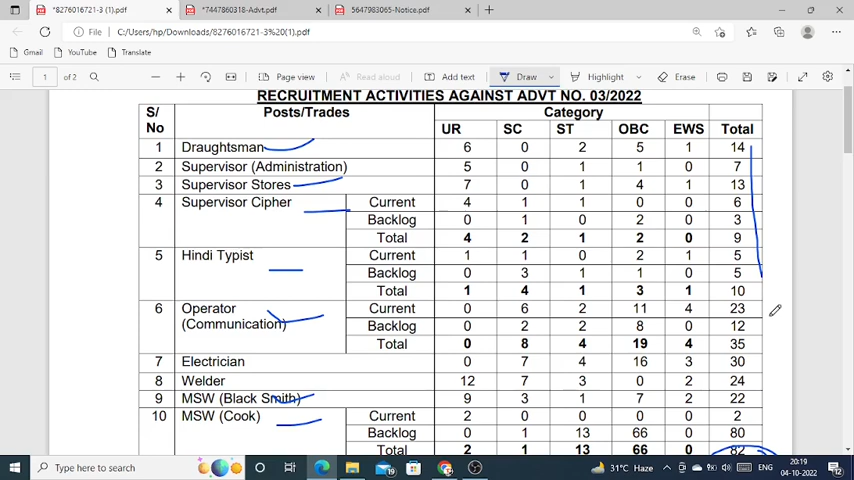 *8276016721-3 (1).pdf
*7447860318-Advt.pdf
5647983065-Notice.pdf
File
C:/Users/hp/Downloads/8276016721-3%20(1).pdf
Gmail
YouTube
Translate
1 of 2
Page view
Read aloud
Add text
Draw
Highlight
Erase
RECRUITMENT ACTIVITIES AGAINST ADVT NO. 03/2022
S/ No Posts/Trades Category
UR SC ST OBC EWS Total
1 Draughtsman 6 0 2 5 1 14
2 Supervisor (Administration) 5 0 1 1 0 7
3 Supervisor Stores 7 0 1 4 1 13
4 Supervisor Cipher Current 4 1 1 0 0 6
Backlog 0 1 0 2 0 3
Total 4 2 1 2 0 9
5 Hindi Typist Current 1 1 0 2 1 5
Backlog 0 3 1 1 0 5
Total 1 4 1 3 1 10
6 Operator Current 0 6 2 11 4 23
(Communication) Backlog 0 2 2 8 0 12
Total 0 8 4 19 4 35
7 Electrician 0 7 4 16 3 30
8 Welder 12 7 3 0 2 24
9 MSW (Black Smith) 9 3 1 7 2 22
10 MSW (Cook) Current 2 0 0 0 0 2
Backlog 0 1 13 66 0 80
Total 2 1 13 66 0 82
Type here to search
19
31°C Haze
ENG
20:19
04-10-2022
12